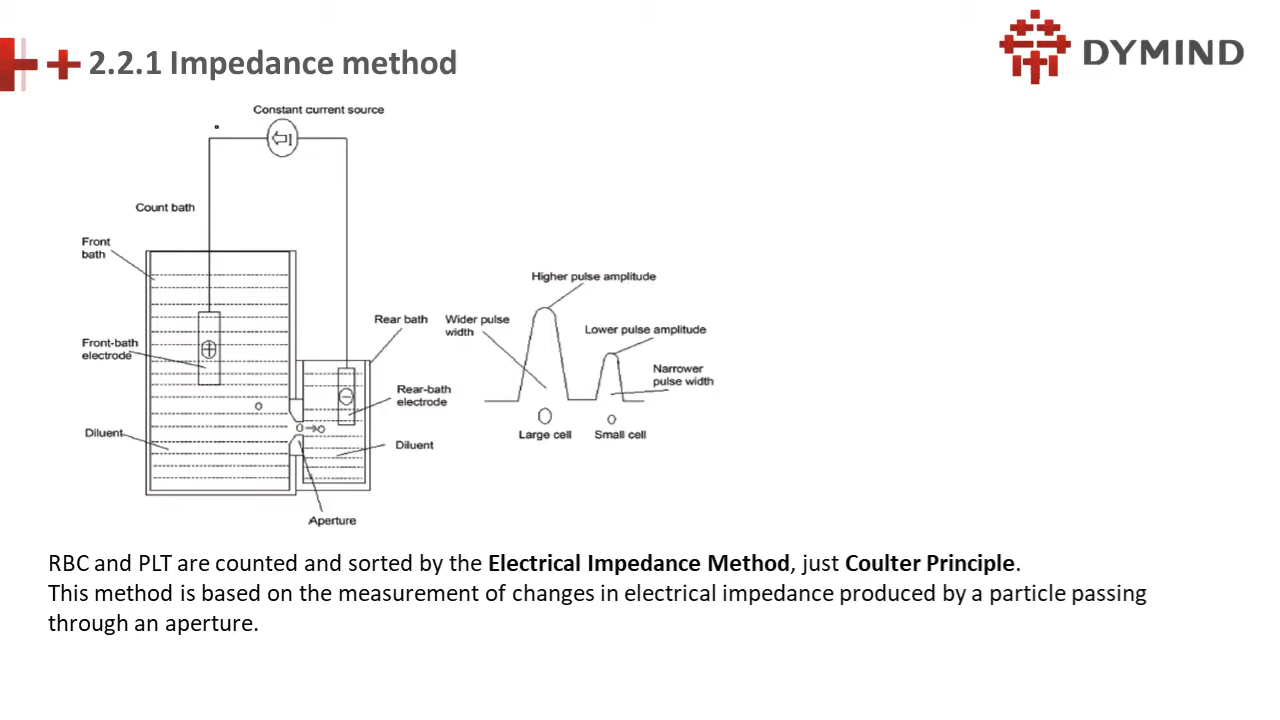 2.2.1 Impedance method
DYMIND
Constant current source
Count bath
Front
bath
Front-bath
electrode
Diluent
Rear bath
Rear-bath
electrode
Diluent
Aperture
Higher pulse amplitude
Wider pulse
width
Lower pulse amplitude
Narrower
pulse width
Large cell
Small cell
RBC and PLT are counted and sorted by the Electrical Impedance Method, just Coulter Principle.
This method is based on the measurement of changes in electrical impedance produced by a particle passing
through an aperture.